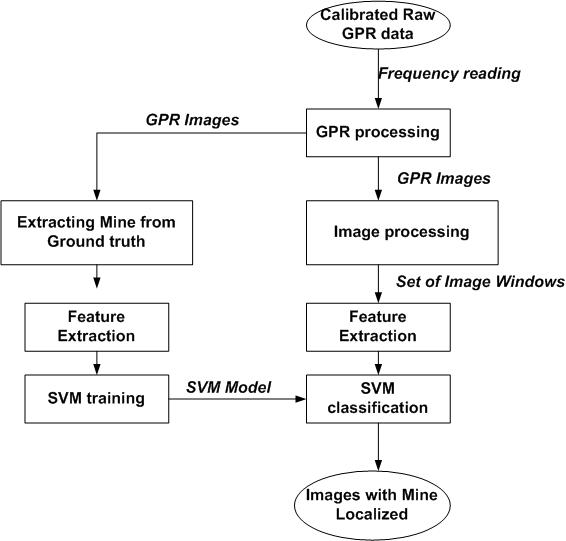 Calibrated Raw
GPR data
Frequency reading
GPR Images
GPR processing
GPR Images
Extracting Mine from
Ground truth
Image processing
Set of Image Windows
Feature
Extraction
Feature
Extraction
SVM training
SVM Model
SVM
classification
Images with Mine
Localized